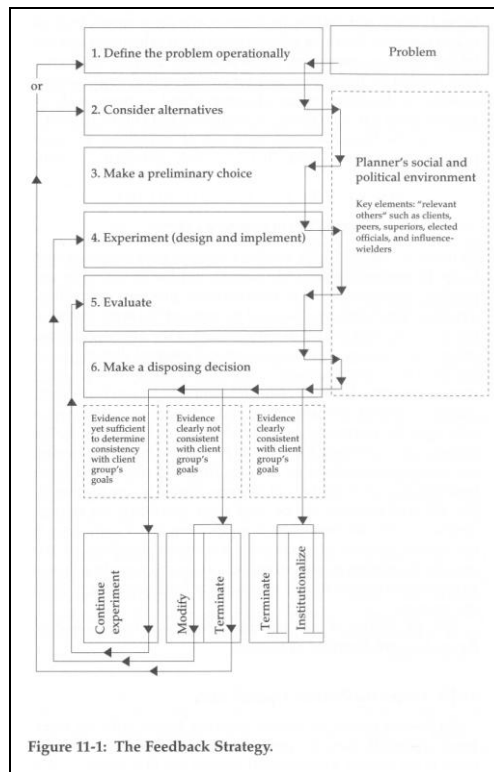 1. Define the problem operationally
Problem
or
2. Consider alternatives
3. Make a preliminary choice
Planner's social and
political environment
Key elements: "relevant
others" such as clients,
peers, superiors, elected
officials, and influence-
wielders
4. Experiment (design and implement)
5. Evaluate
6. Make a disposing decision
Evidence not
yet sufficient
to determine
consistency
with client
group's
goals
Evidence
clearly not
consistent
with client
group's goals
Evidence
clearly
consistent
with client
group's goals
Continue
experiment
Modify
Terminate
Terminate
Institutionalize
Figure 11-1: The Feedback Strategy.